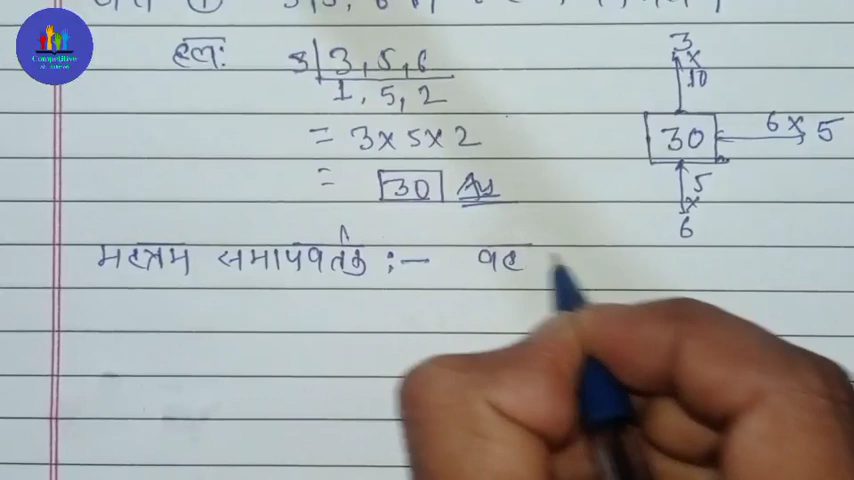 Competitive
हल:
3 | 3, 5, 6
1, 5, 2
= 3 x 5 x 2
= 30 Ans
3
x
10
30
6 x 5
5
x
6
महत्तम समापवर्तक :— वह